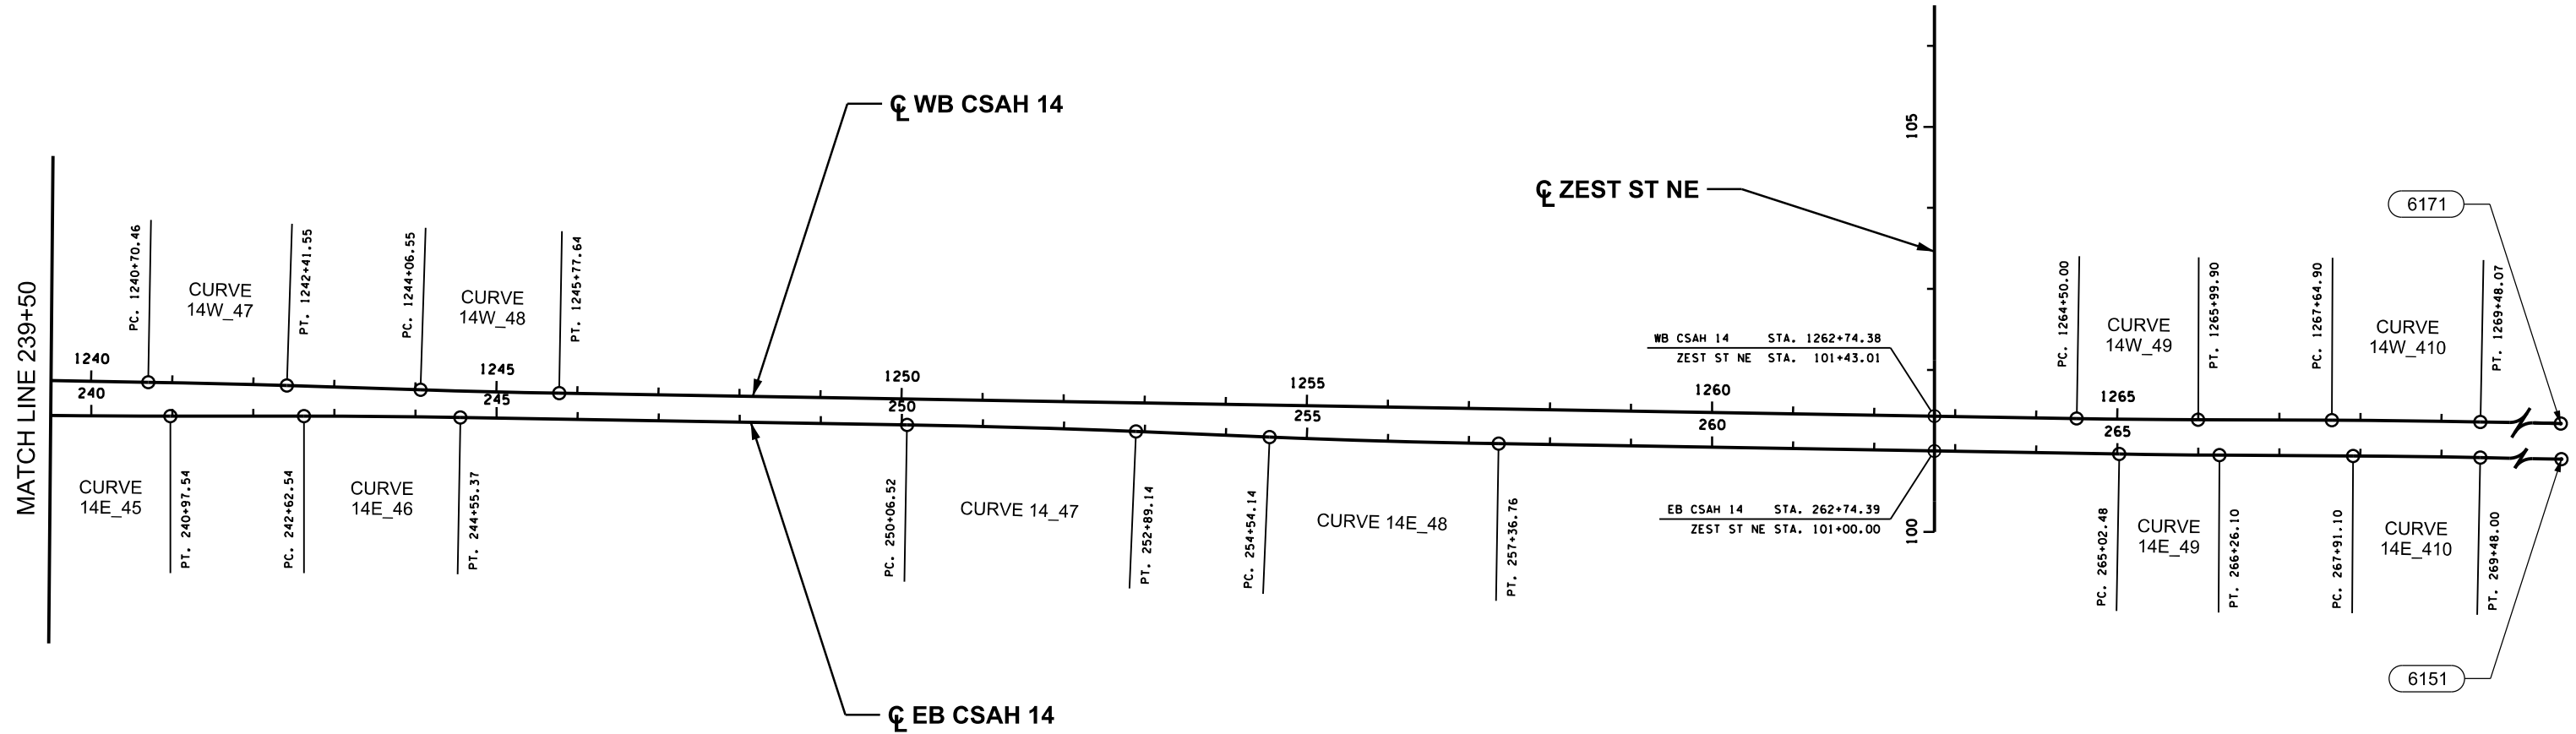 MATCH LINE 239+50
℄ WB CSAH 14
℄ ZEST ST NE
105
6171
PC. 1240+70.46
CURVE
14W_47
PT. 1242+41.55
PC. 1244+06.55
CURVE
14W_48
PT. 1245+77.64
PC. 1264+50.00
CURVE
14W_49
PT. 1265+99.90
PC. 1267+64.90
CURVE
14W_410
PT. 1269+48.07
WB CSAH 14 STA. 1262+74.38
ZEST ST NE STA. 101+43.01
1240
1245
1250
1255
1260
1265
240
245
250
255
260
265
CURVE
14E_45
PT. 240+97.54
PC. 242+62.54
CURVE
14E_46
PT. 244+55.37
PC. 250+06.52
CURVE 14_47
PT. 252+89.14
PC. 254+54.14
CURVE 14E_48
PT. 257+36.76
EB CSAH 14 STA. 262+74.39
ZEST ST NE STA. 101+00.00
100
PC. 265+02.48
CURVE
14E_49
PT. 266+26.10
PC. 267+91.10
CURVE
14E_410
PT. 269+48.00
6151
℄ EB CSAH 14